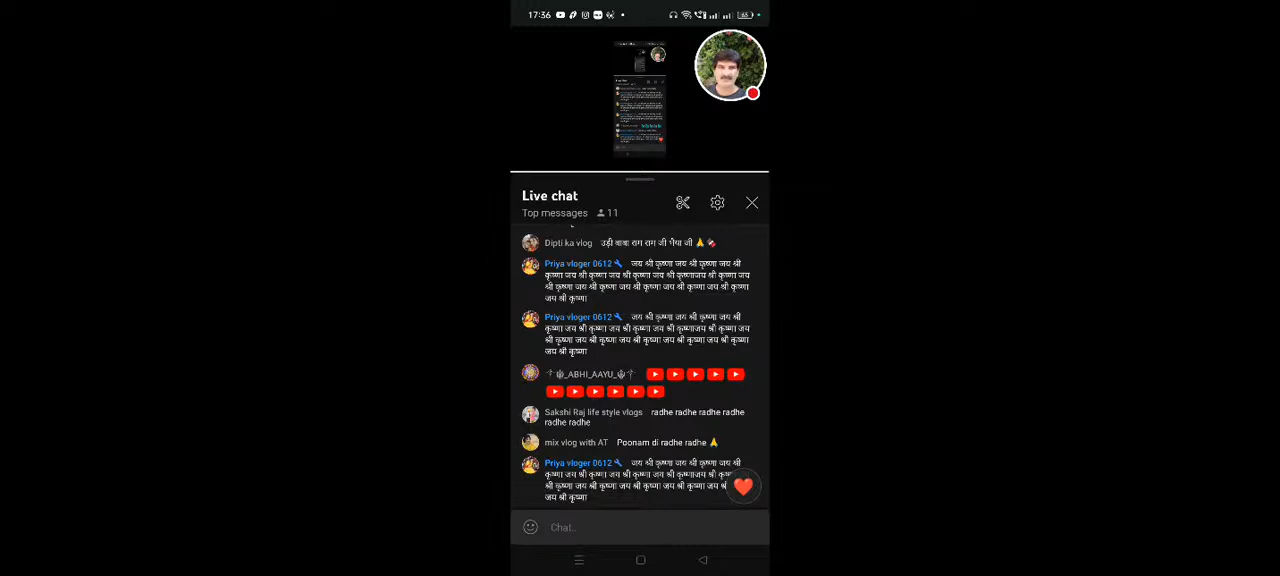 17:36
Live chat
Top messages 11
Dipti ka vlog उड़ी बाबा राम राम जी भैया जी 🙏
Priya vloger 0612 जय श्री कृष्णा जय श्री कृष्णा जय श्री
कृष्णा जय श्री कृष्णा जय श्री कृष्णाजय श्री कृष्णा जय
श्री कृष्णा जय श्री कृष्णा जय श्री कृष्णा जय श्री कृष्णा
जय श्री कृष्णा
Priya vloger 0612 जय श्री कृष्णा जय श्री कृष्णा जय श्री
कृष्णा जय श्री कृष्णा जय श्री कृष्णाजय श्री कृष्णा जय
श्री कृष्णा जय श्री कृष्णा जय श्री कृष्णा जय श्री कृष्णा
जय श्री कृष्णा
_ABHI_AAYU_
Sakshi Raj life style vlogs radhe radhe radhe radhe
radhe radhe
mix vlog with AT Poonam di radhe radhe 🙏
Priya vloger 0612 जय श्री कृष्णा जय श्री कृष्णा जय श्री
कृष्णा जय श्री कृष्णा जय श्री कृष्णाजय श्री कृष्णा
श्री कृष्णा जय श्री कृष्णा जय श्री कृष्णा जय श्री
जय श्री कृष्णा
Chat..